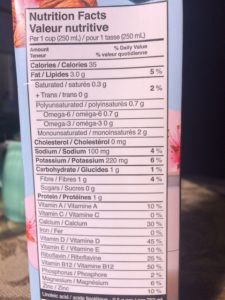 Nutrition Facts
Valeur nutritive
Per 1 cup (250 mL) / pour 1 tasse (250 mL)
Amount % Daily Value
Teneur % valeur quotidienne
Calories / Calories 35
Fat / Lipides 3.0 g 5 %
Saturated / saturés 0.3 g
+ Trans / trans 0 g 2 %
Polyunsaturated / polyinsaturés 0.7 g
Omega-6 / oméga-6 0.7 g
Omega-3 / oméga-3 0 g
Monounsaturated / monoinsaturés 2 g
Cholesterol / Cholestérol 0 mg
Sodium / Sodium 100 mg 4 %
Potassium / Potassium 220 mg 6 %
Carbohydrate / Glucides 1 g 1 %
Fibre / Fibres 1 g 4 %
Sugars / Sucres 0 g
Protein / Protéines 1 g
Vitamin A / Vitamine A 10 %
Vitamin C / Vitamine C 0 %
Calcium / Calcium 30 %
Iron / Fer 0 %
Vitamin D / Vitamine D 45 %
Vitamin E / Vitamine E 10 %
Riboflavin / Riboflavine 25 %
Vitamin B12 / Vitamine B12 50 %
Phosphorus / Phosphore 2 %
Magnesium / Magnésium 6 %
Zinc / Zinc 10 %
Linoleic acid / acide linoléique